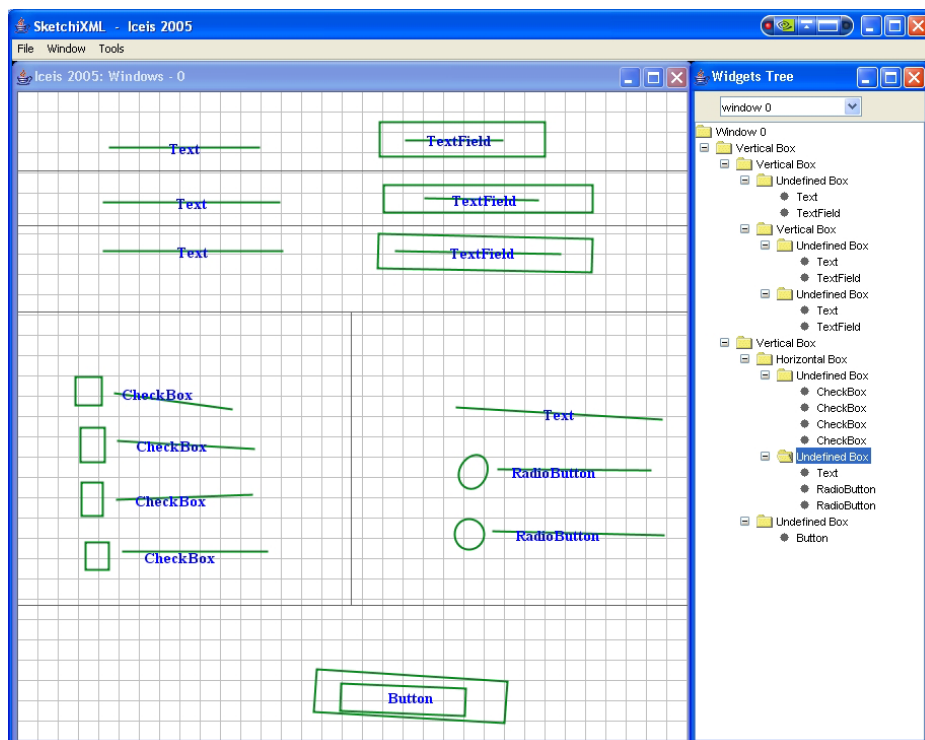 SketchiXML - Iceis 2005
File Window Tools
Iceis 2005: Windows - 0
Text TextField
Text TextField
Text TextField
CheckBox
Text
CheckBox
RadioButton
CheckBox
RadioButton
CheckBox
Button
Widgets Tree
window 0
Window 0
Vertical Box
Vertical Box
Undefined Box
Text
TextField
Vertical Box
Undefined Box
Text
TextField
Undefined Box
Text
TextField
Vertical Box
Horizontal Box
Undefined Box
CheckBox
CheckBox
CheckBox
CheckBox
Undefined Box
Text
RadioButton
RadioButton
Undefined Box
Button